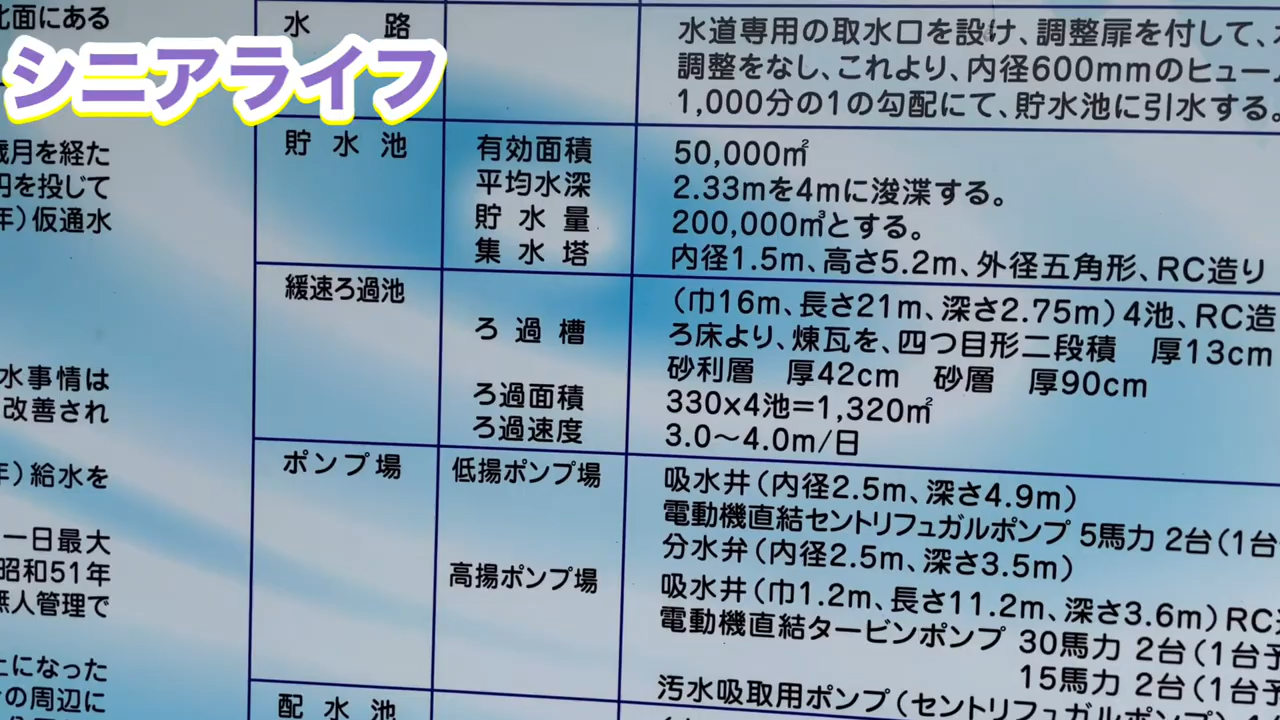 シニアライフ
北面にある
歳月を経た
円を投じて
年）仮通水
水事情は
改善され
年）給水を
一日最大
昭和51年
無人管理で
上になった
の周辺に
水路
水道専用の取水口を設け、調整扉を付して、
調整をなし、これより、内径600mmのヒュー
1,000分の1の勾配にて、貯水池に引水する。
貯水池
有効面積 50,000㎡
平均水深 2.33mを4mに浚渫する。
貯水量 200,000㎥とする。
集水塔 内径1.5m、高さ5.2m、外径五角形、RC造り
緩速ろ過池
ろ過槽 （巾16m、長さ21m、深さ2.75m）4池、RC造
ろ床より、煉瓦を、四つ目形二段積 厚13cm
砂利層 厚42cm 砂層 厚90cm
ろ過面積 330×4池＝1,320㎡
ろ過速度 3.0〜4.0m/日
ポンプ場
低揚ポンプ場 吸水井（内径2.5m、深さ4.9m）
電動機直結セントリフュガルポンプ 5馬力 2台（1台
分水弁（内径2.5m、深さ3.5m）
高揚ポンプ場 吸水井（巾1.2m、長さ11.2m、深さ3.6m）RC
電動機直結タービンポンプ 30馬力 2台（1台予
15馬力 2台（1台予
汚水吸取用ポンプ（セントリフュガルポンプ）
配水池